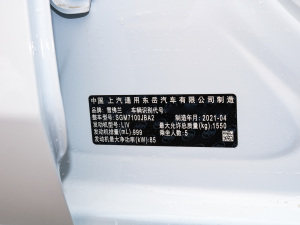 中国 上汽通用东岳汽车有限公司制造
品牌：雪佛兰 车辆识别代号：
整车型号：SGM7100JBA2 制造年月：2021-04
发动机型号：LIV 最大允许总质量(kg)：1550
发动机排量(mL)：999 乘坐人数：5
发动机最大净功率(kW)：85